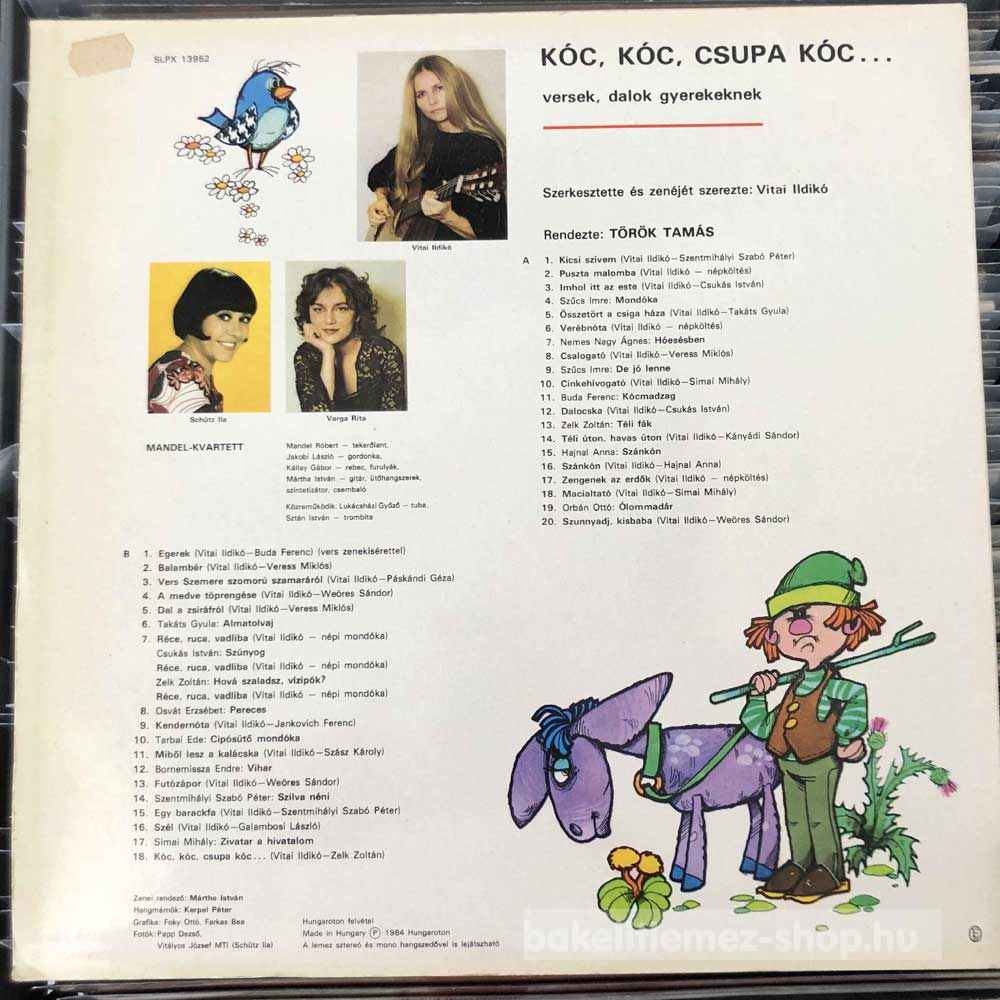 SLPX 13952
KÓC, KÓC, CSUPA KÓC...
versek, dalok gyerekeknek
Szerkesztette és zenéjét szerezte: Vitai Ildikó
Rendezte: TÖRÖK TAMÁS
Vitai Ildikó
Schütz Ila
Varga Rita
MANDEL-KVARTETT
Mandel Róbert — tekerőlant,
Jakobi László — gordonka,
Kállay Gábor — rebec, furulyák,
Mártha István — gitár, ütőhangszerek,
szintetizátor, csembaló
Közreműködik: Lukácsházi Győző — tuba,
Sztán István — trombita
A 1. Kicsi szívem (Vitai Ildikó—Szentmihályi Szabó Péter)
2. Puszta malomba (Vitai Ildikó — népköltés)
3. Imhol itt az este (Vitai Ildikó—Csukás István)
4. Szűcs Imre: Mondóka
5. Összetört a csiga háza (Vitai Ildikó—Takáts Gyula)
6. Verébnóta (Vitai Ildikó — népköltés)
7. Nemes Nagy Ágnes: Hóesésben
8. Csalogató (Vitai Ildikó—Veress Miklós)
9. Szűcs Imre: De jó lenne
10. Cinkehívogató (Vitai Ildikó—Simai Mihály)
11. Buda Ferenc: Kócmadzag
12. Dalocska (Vitai Ildikó—Csukás István)
13. Zelk Zoltán: Téli fák
14. Téli úton, havas úton (Vitai Ildikó—Kányádi Sándor)
15. Hajnal Anna: Szánkón
16. Szánkón (Vitai Ildikó—Hajnal Anna)
17. Zengenek az erdők (Vitai Ildikó — népköltés)
18. Maciáltató (Vitai Ildikó—Simai Mihály)
19. Orbán Ottó: Ólommadár
20. Szunnyadj, kisbaba (Vitai Ildikó—Weöres Sándor)
B 1. Egerek (Vitai Ildikó—Buda Ferenc) (vers zenekísérettel)
2. Balambér (Vitai Ildikó—Veress Miklós)
3. Vers Szemere szomorú szamaráról (Vitai Ildikó—Páskándi Géza)
4. A medve töprengése (Vitai Ildikó—Weöres Sándor)
5. Dal a zsiráfról (Vitai Ildikó—Veress Miklós)
6. Takáts Gyula: Almatolvaj
7. Réce, ruca, vadliba (Vitai Ildikó — népi mondóka)
Csukás István: Szúnyog
Réce, ruca, vadliba (Vitai Ildikó — népi mondóka)
Zelk Zoltán: Hová szaladsz, vízipók?
Réce, ruca, vadliba (Vitai Ildikó — népi mondóka)
8. Osvát Erzsébet: Pereces
9. Kendernóta (Vitai Ildikó—Jankovich Ferenc)
10. Tarbai Ede: Cipósütő mondóka
11. Miből lesz a kalácska (Vitai Ildikó—Szász Károly)
12. Bornemissza Endre: Vihar
13. Futózápor (Vitai Ildikó—Weöres Sándor)
14. Szentmihályi Szabó Péter: Szilva néni
15. Egy barackfa (Vitai Ildikó—Szentmihályi Szabó Péter)
16. Szél (Vitai Ildikó—Galambosi László)
17. Simai Mihály: Zivatar a hivatalom
18. Kóc, kóc, csupa kóc... (Vitai Ildikó—Zelk Zoltán)
Zenei rendező: Mártha István
Hangmérnök: Kerpel Péter
Grafika: Foky Ottó, Farkas Bea
Fotók: Papp Dezső,
Vitályos József MTI (Schütz Ila)
Hungaroton felvétel
Made in Hungary Ⓟ 1984 Hungaroton
A lemez sztereó és mono hangszedővel is lejátszható
bakelitlemez-shop.hu